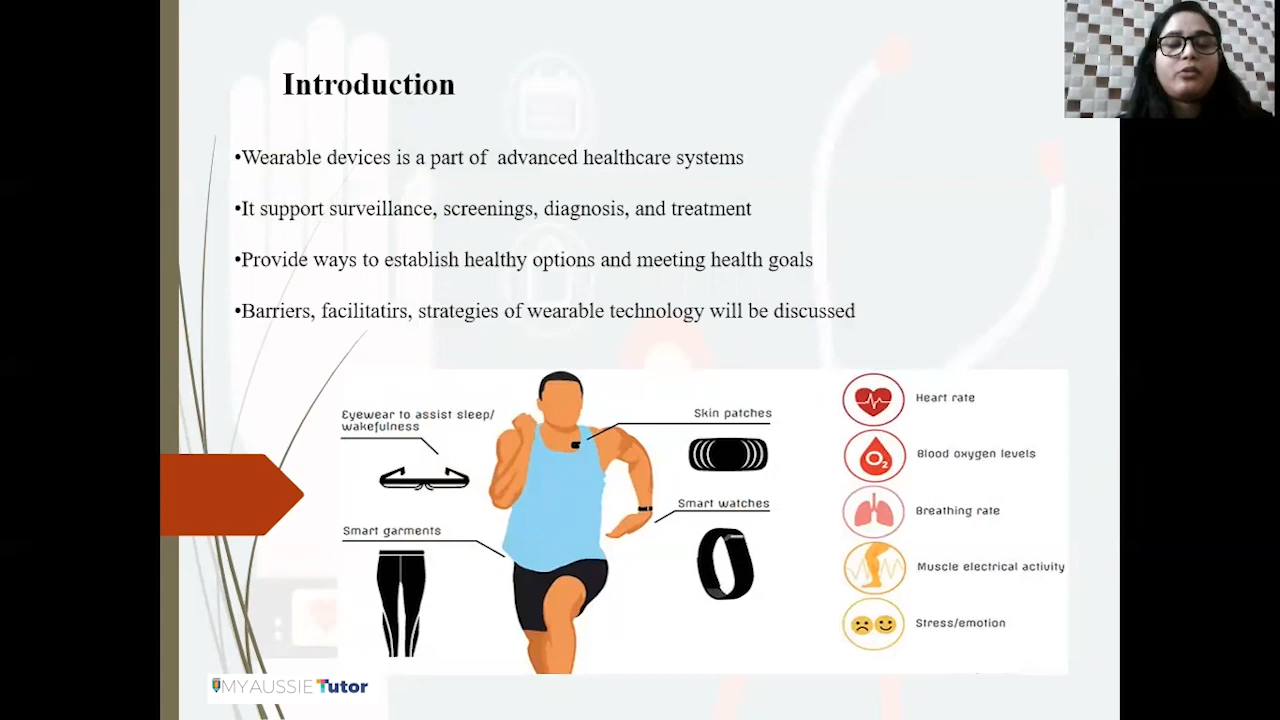 Introduction
•Wearable devices is a part of advanced healthcare systems
•It support surveillance, screenings, diagnosis, and treatment
•Provide ways to establish healthy options and meeting health goals
•Barriers, facilitatirs, strategies of wearable technology will be discussed
Eyewear to assist sleep/
wakefulness
Skin patches
Smart watches
Smart garments
Heart rate
Blood oxygen levels
O2
Breathing rate
Muscle electrical activity
Stress/emotion
MY AUSSIE Tutor